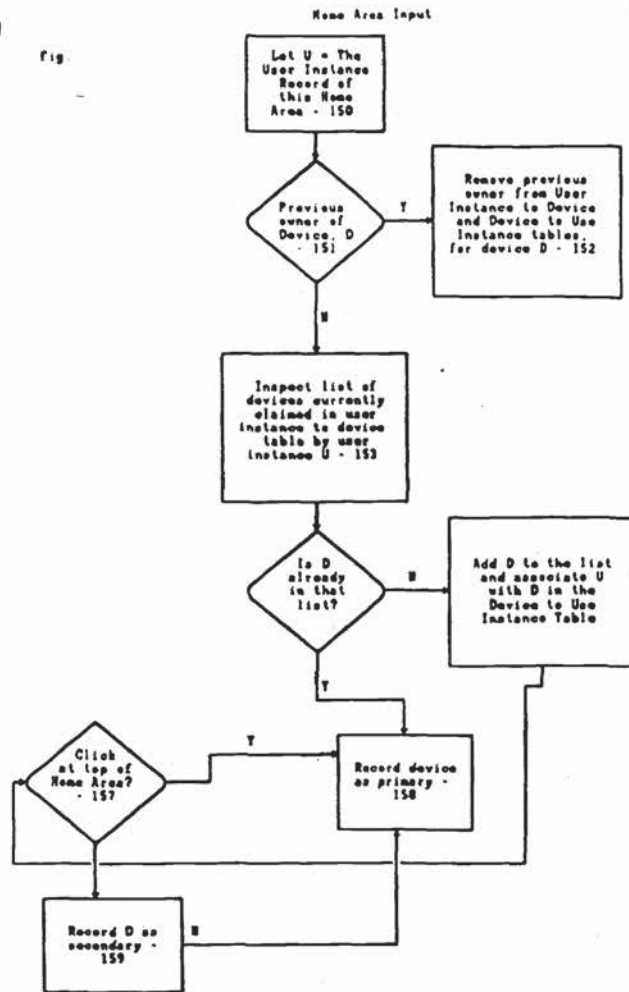 Home Area Input
fig.
Let U = The
User Instance
Record of
this Home
Area - 150
Previous
owner of
Device, D
- 151
Y
Remove previous
owner from User
Instance to Device
and Device to Use
Instance tables,
for device D - 152
N
Inspect list of
devices currently
claimed in user
instance to device
table by user
instance U - 153
Is D
already
in that
list?
N
Add D to the list
and associate U
with D in the
Device to Use
Instance Table
Y
Click
at top of
Home Area?
- 157
Y
Record device
as primary -
158
Record D as
secondary -
159
N